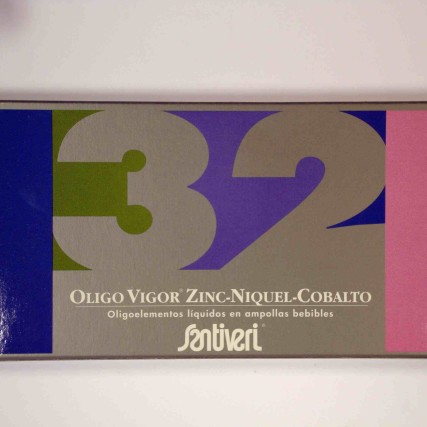 32
OLIGO VIGOR® ZINC-NIQUEL-COBALTO
Oligoelementos líquidos en ampollas bebibles
Santiveri®